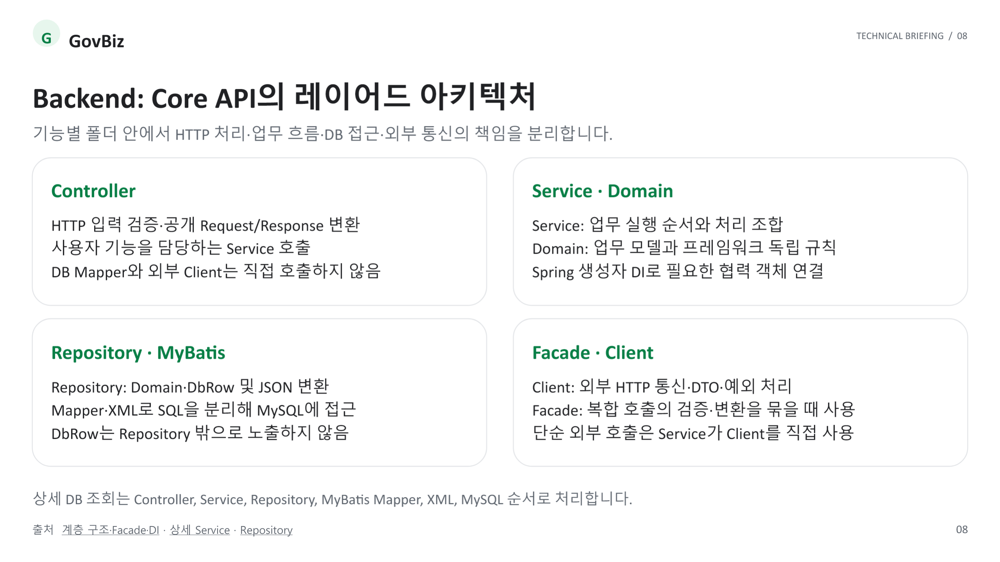 G
GovBiz
TECHNICAL BRIEFING / 08
Backend: Core API의 레이어드 아키텍처
기능별 폴더 안에서 HTTP 처리·업무 흐름·DB 접근·외부 통신의 책임을 분리합니다.
Controller
HTTP 입력 검증·공개 Request/Response 변환
사용자 기능을 담당하는 Service 호출
DB Mapper와 외부 Client는 직접 호출하지 않음
Service · Domain
Service: 업무 실행 순서와 처리 조합
Domain: 업무 모델과 프레임워크 독립 규칙
Spring 생성자 DI로 필요한 협력 객체 연결
Repository · MyBatis
Repository: Domain·DbRow 및 JSON 변환
Mapper·XML로 SQL을 분리해 MySQL에 접근
DbRow는 Repository 밖으로 노출하지 않음
Facade · Client
Client: 외부 HTTP 통신·DTO·예외 처리
Facade: 복합 호출의 검증·변환을 묶을 때 사용
단순 외부 호출은 Service가 Client를 직접 사용
상세 DB 조회는 Controller, Service, Repository, MyBatis Mapper, XML, MySQL 순서로 처리합니다.
출처 계층 구조·Facade·DI · 상세 Service · Repository
08